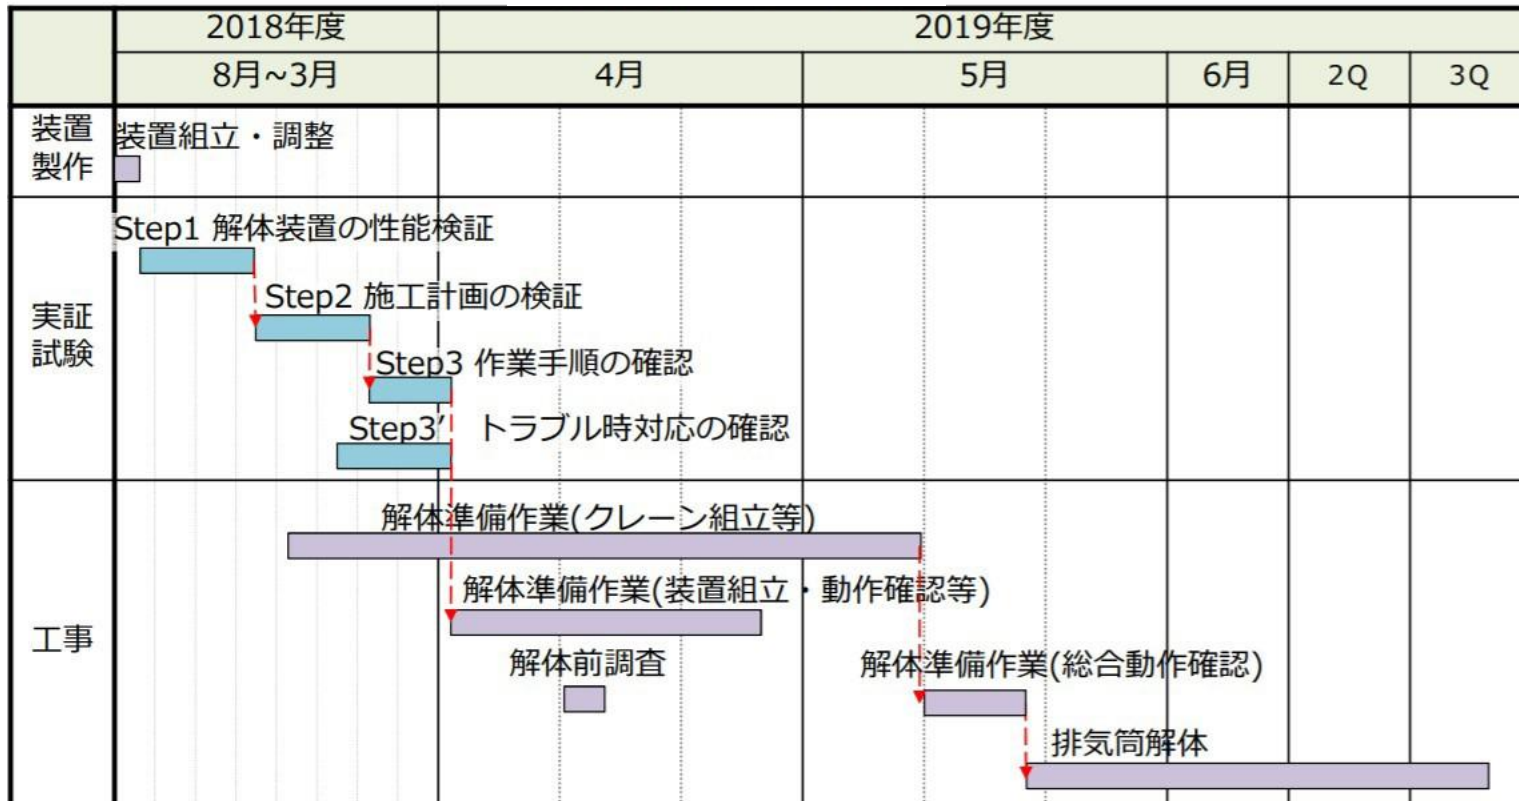 2018年度
2019年度
8月~3月
4月
5月
6月
2Q
3Q
装置
製作
装置組立・調整
実証
試験
Step1 解体装置の性能検証
Step2 施工計画の検証
Step3 作業手順の確認
Step3’ トラブル時対応の確認
工事
解体準備作業(クレーン組立等)
解体準備作業(装置組立・動作確認等)
解体前調査
解体準備作業(総合動作確認)
排気筒解体